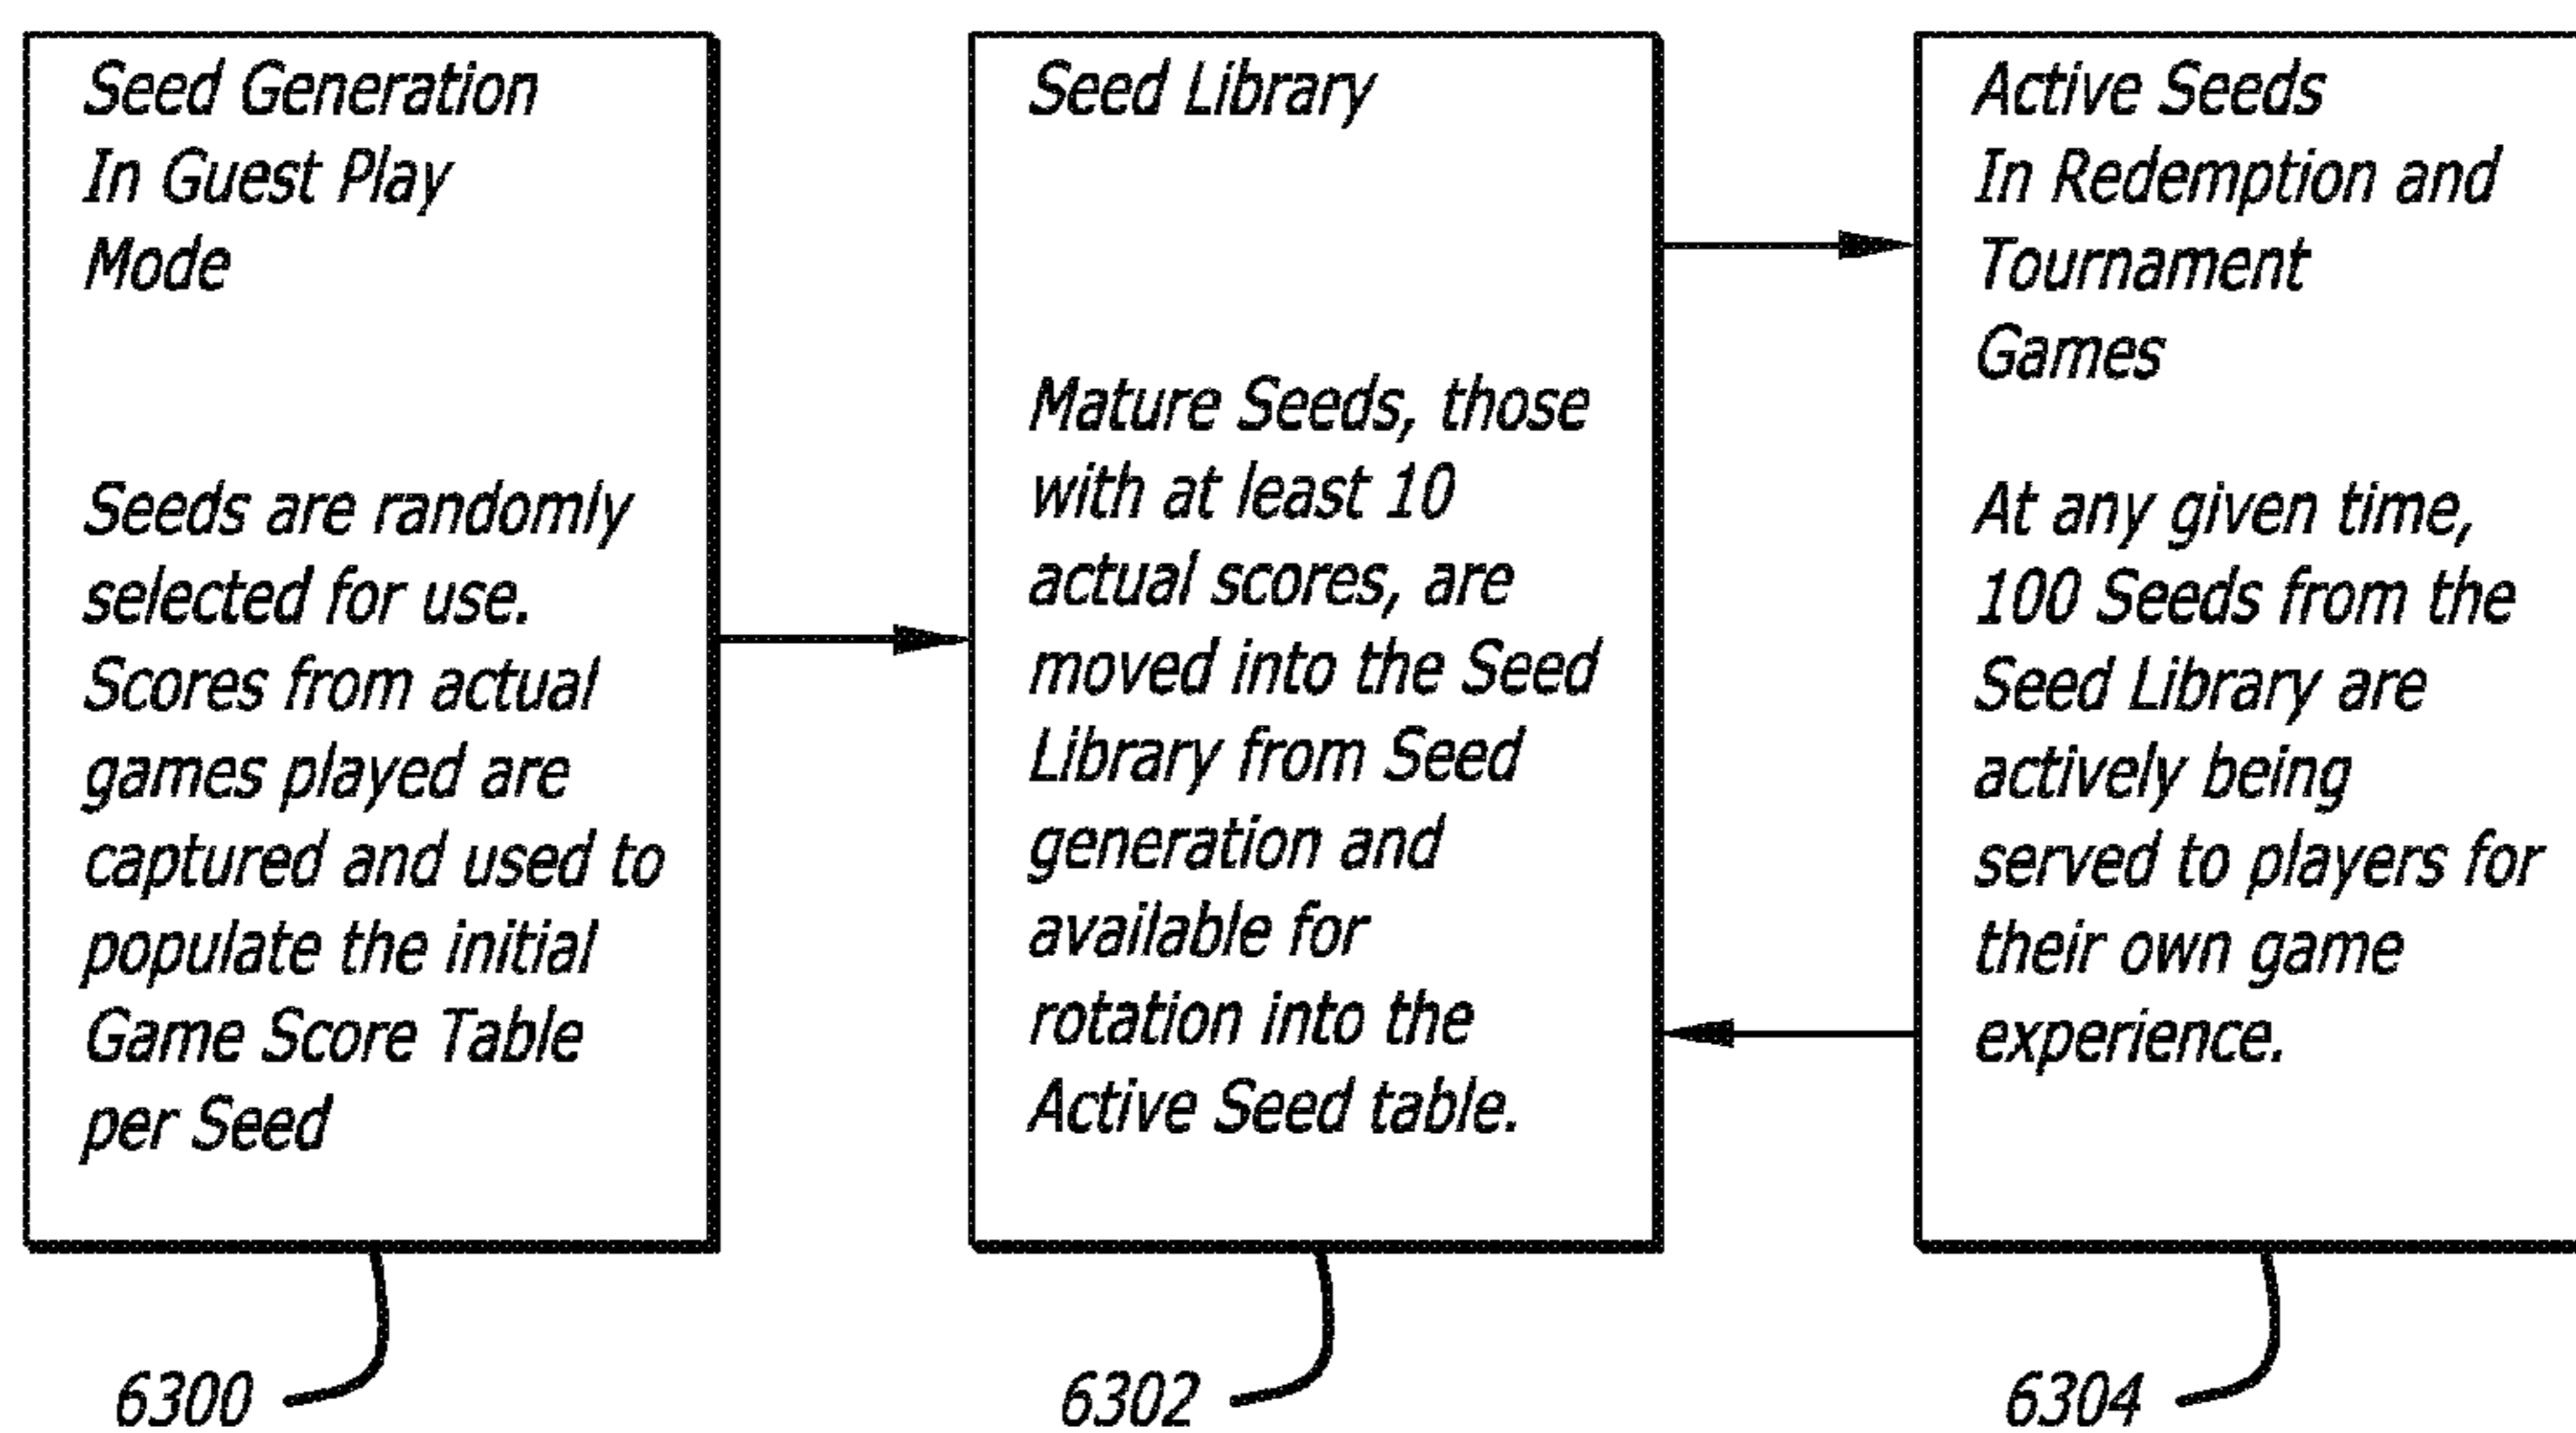 Seed Generation
In Guest Play
Mode
Seeds are randomly
selected for use.
Scores from actual
games played are
captured and used to
populate the initial
Game Score Table
per Seed
6300
Seed Library
Mature Seeds, those
with at least 10
actual scores, are
moved into the Seed
Library from Seed
generation and
available for
rotation into the
Active Seed table.
6302
Active Seeds
In Redemption and
Tournament
Games
At any given time,
100 Seeds from the
Seed Library are
actively being
served to players for
their own game
experience.
6304